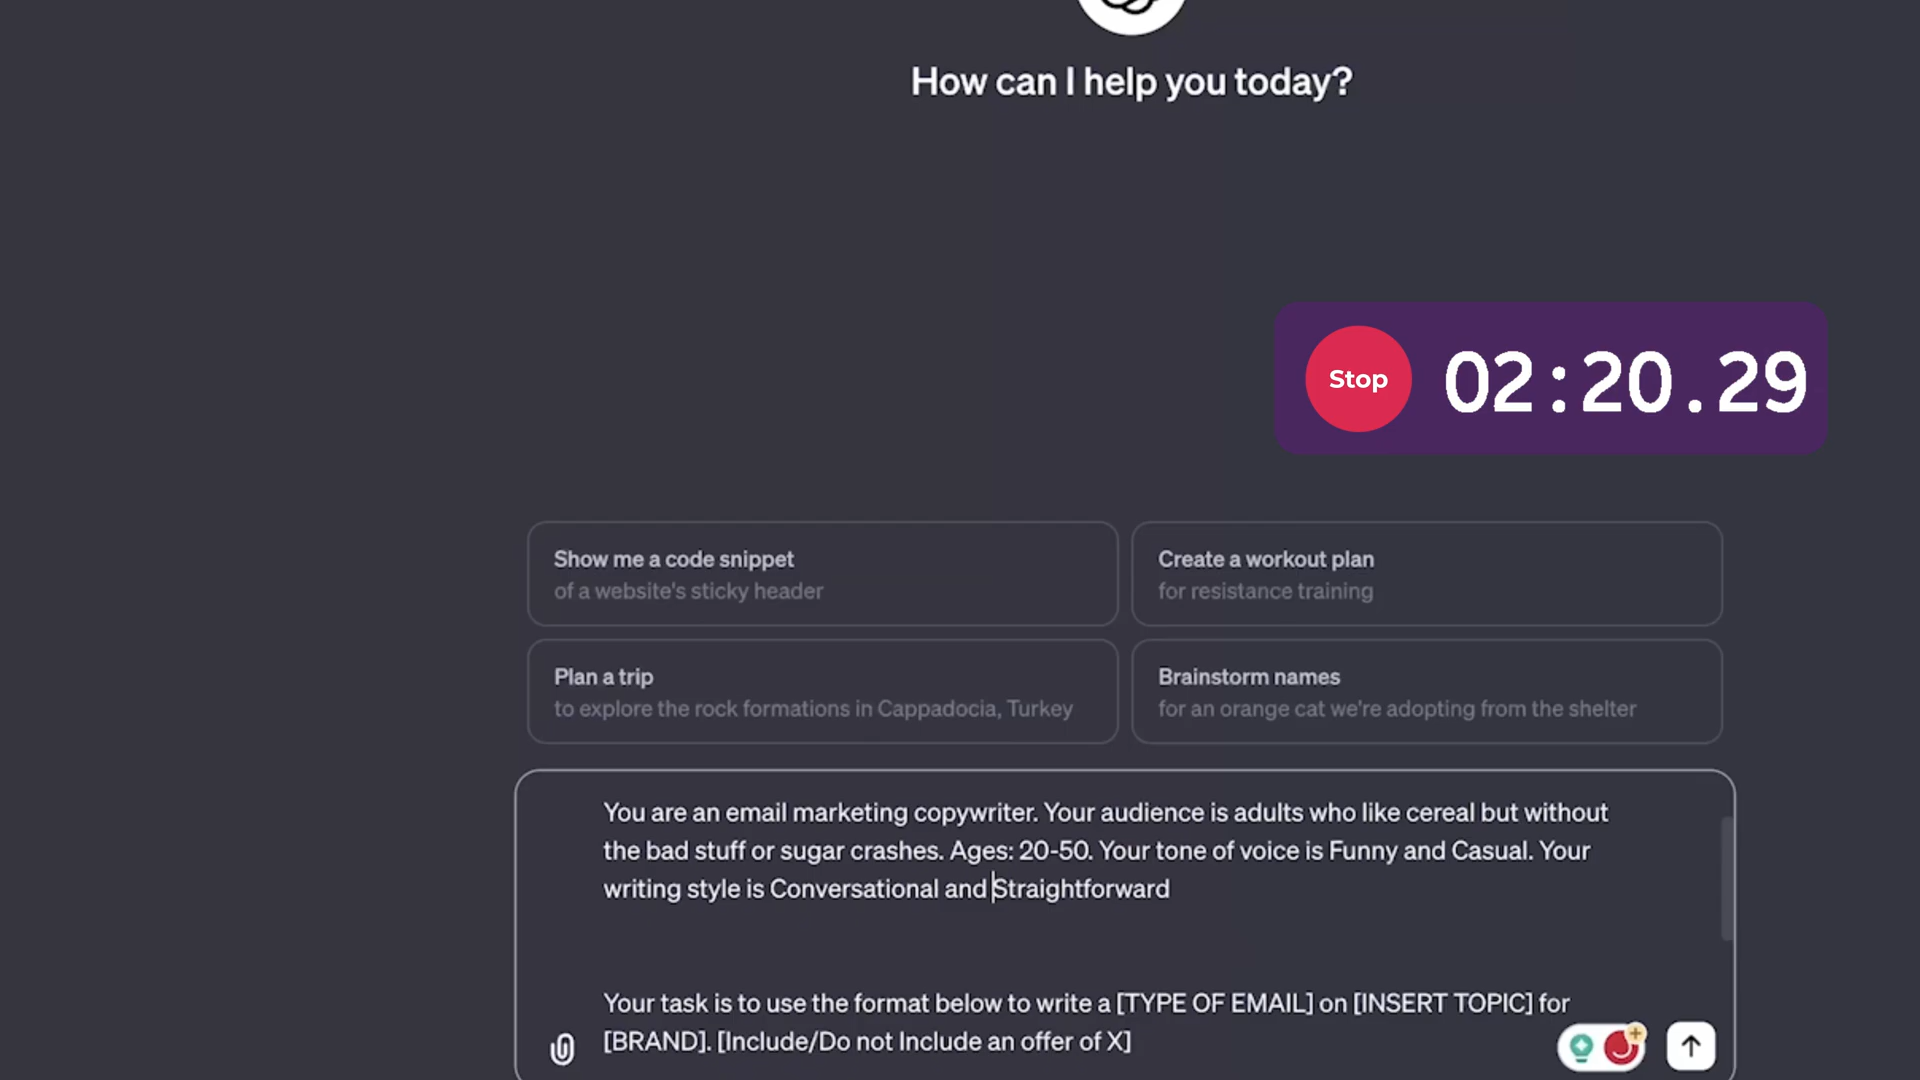 How can I help you today?
Stop
02:20.29
Show me a code snippet
of a website's sticky header
Create a workout plan
for resistance training
Plan a trip
to explore the rock formations in Cappadocia, Turkey
Brainstorm names
for an orange cat we're adopting from the shelter
You are an email marketing copywriter. Your audience is adults who like cereal but without
the bad stuff or sugar crashes. Ages: 20-50. Your tone of voice is Funny and Casual. Your
writing style is Conversational and Straightforward
Your task is to use the format below to write a [TYPE OF EMAIL] on [INSERT TOPIC] for
[BRAND]. [Include/Do not Include an offer of X]